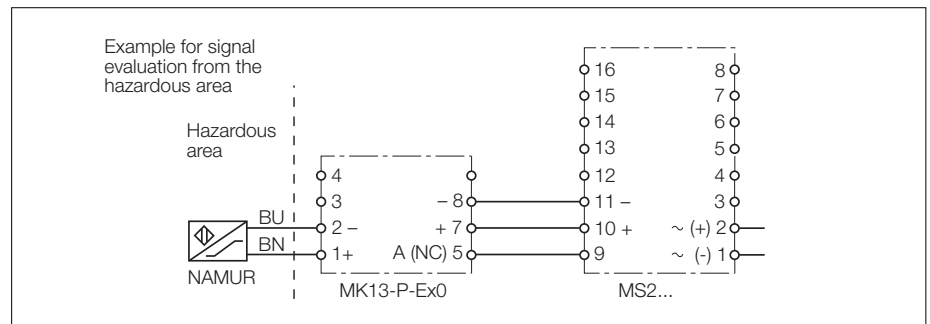 Example for signal
evaluation from the
hazardous area
Hazardous
area
BU
BN
NAMUR
4
3
2 –
1+
– 8
+ 7
A (NC) 5
MK13-P-Ex0
16
15
14
13
12
11 –
10 +
9
8
7
6
5
4
3
~ (+) 2
~ (-) 1
MS2...